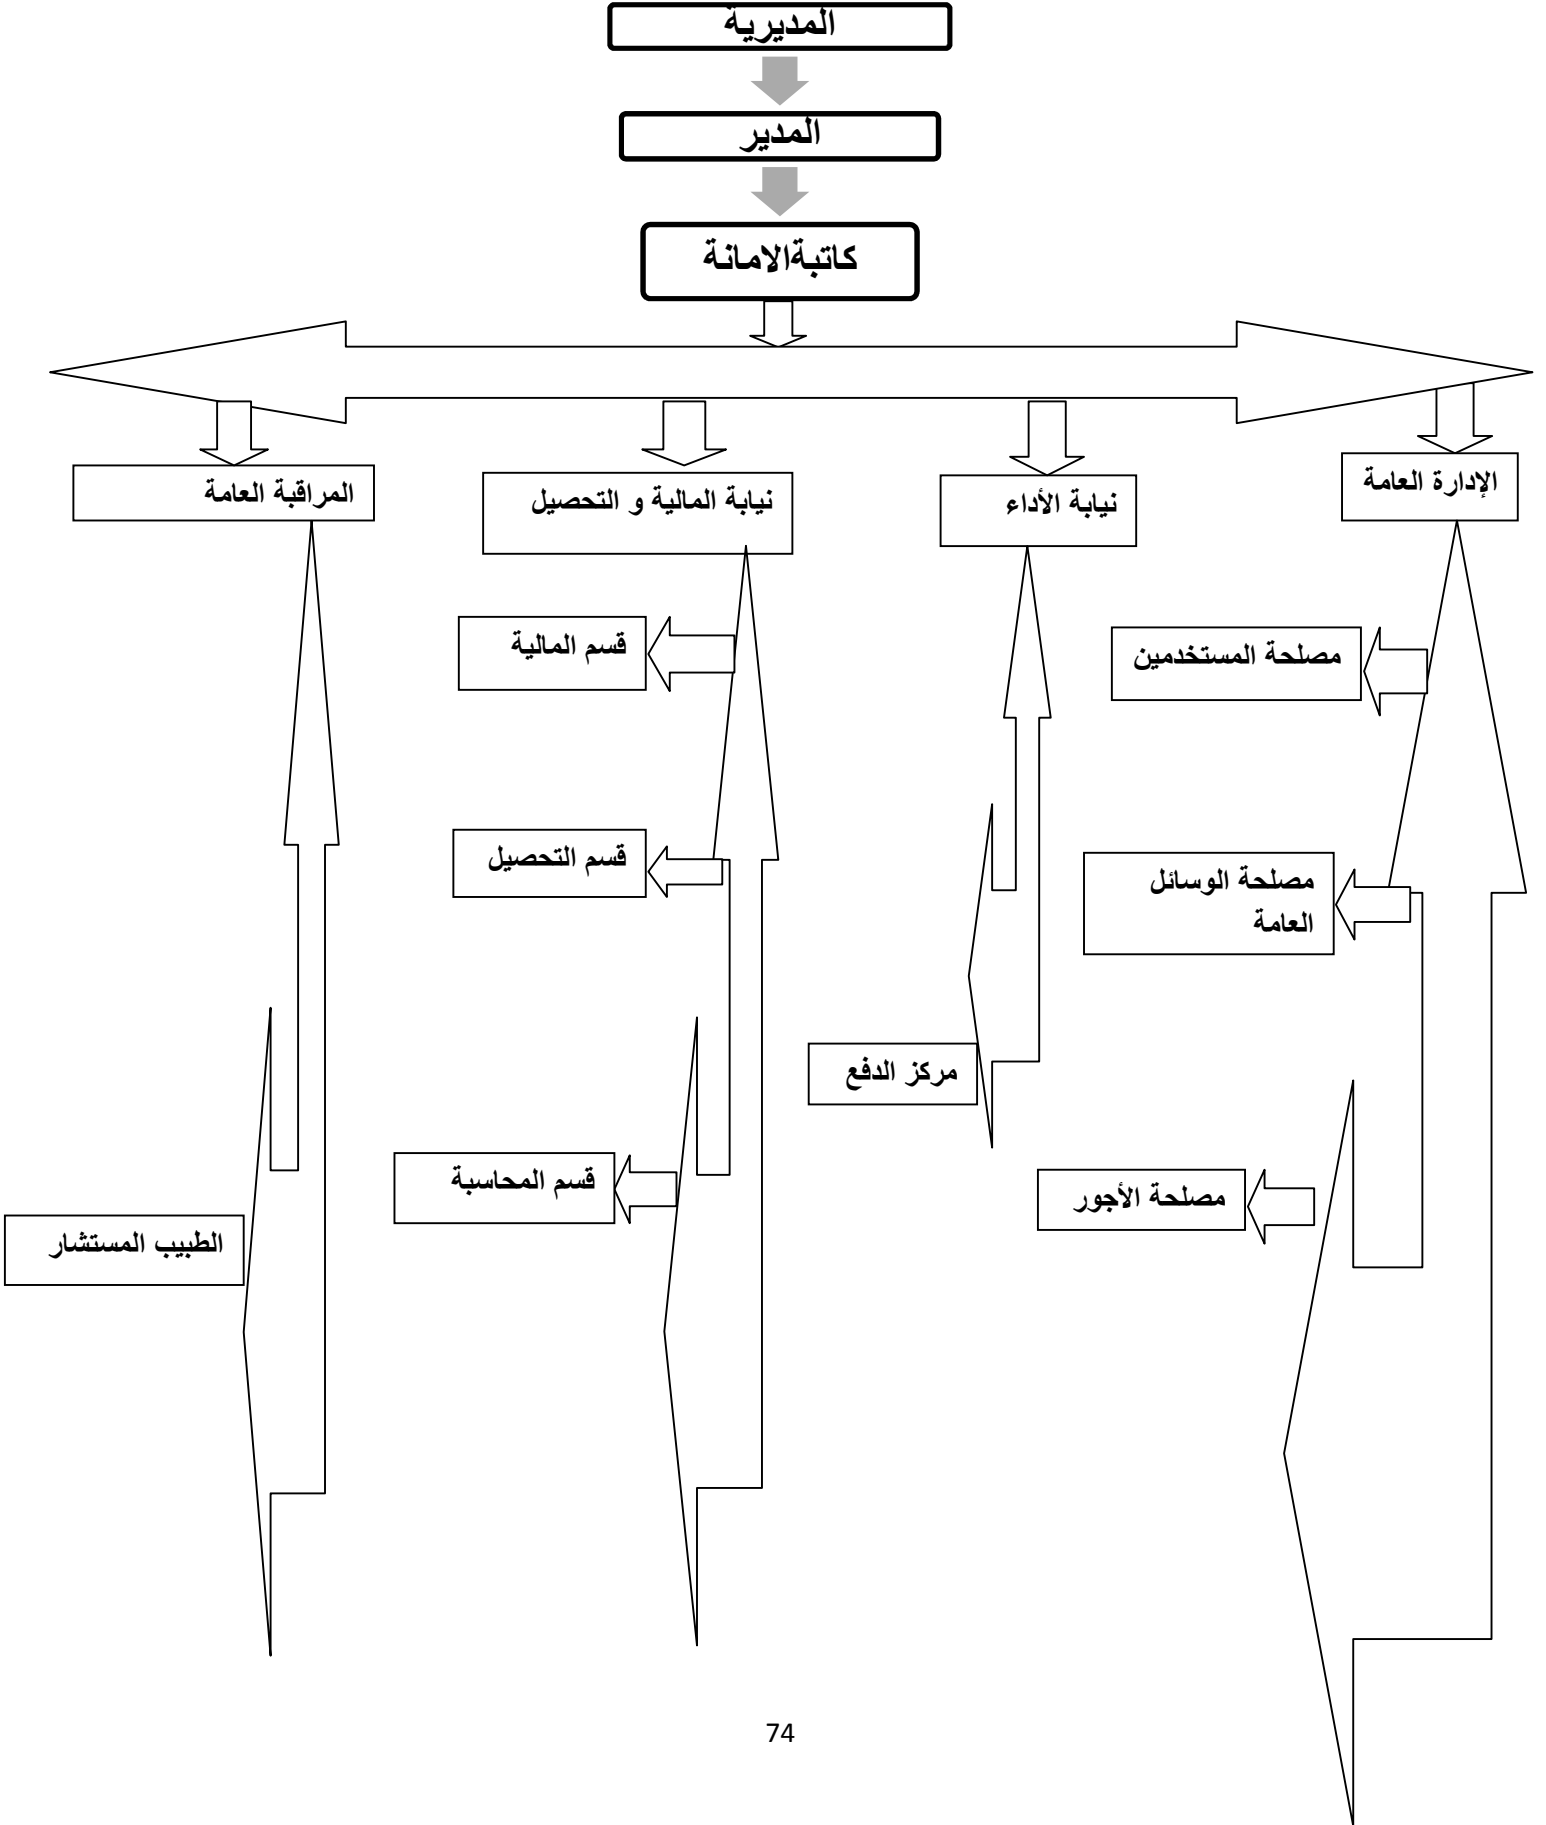 المديرية
المدير
كاتبةالامانة
الإدارة العامة
نيابة الأداء
نيابة المالية و التحصيل
المراقبة العامة
مصلحة المستخدمين
قسم المالية
مصلحة الوسائل
العامة
قسم التحصيل
مركز الدفع
مصلحة الأجور
قسم المحاسبة
الطبيب المستشار
74